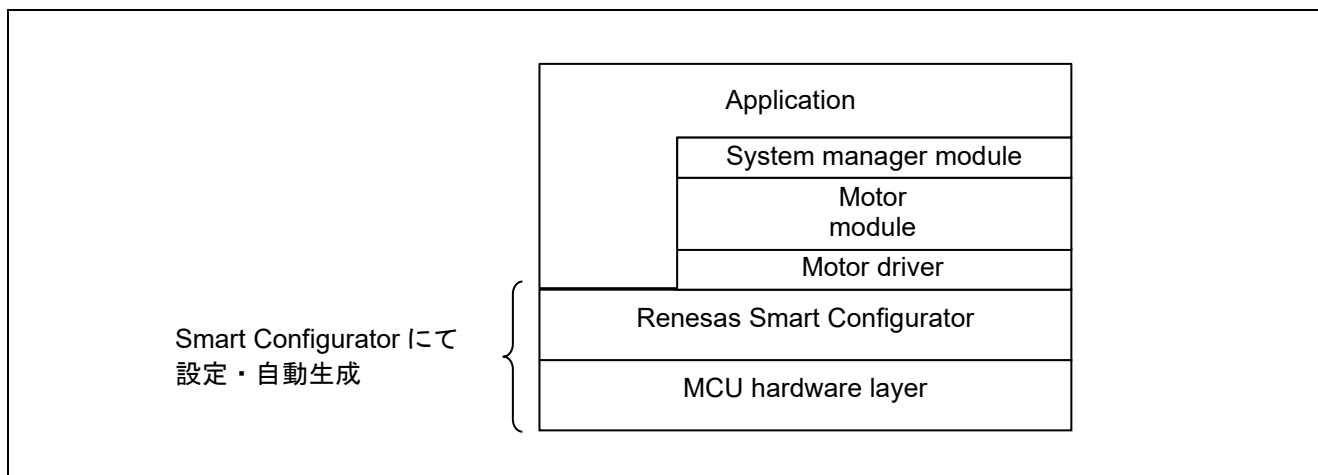 Application
System manager module
Motor
module
Motor driver
Renesas Smart Configurator
MCU hardware layer
Smart Configurator にて
設定・自動生成